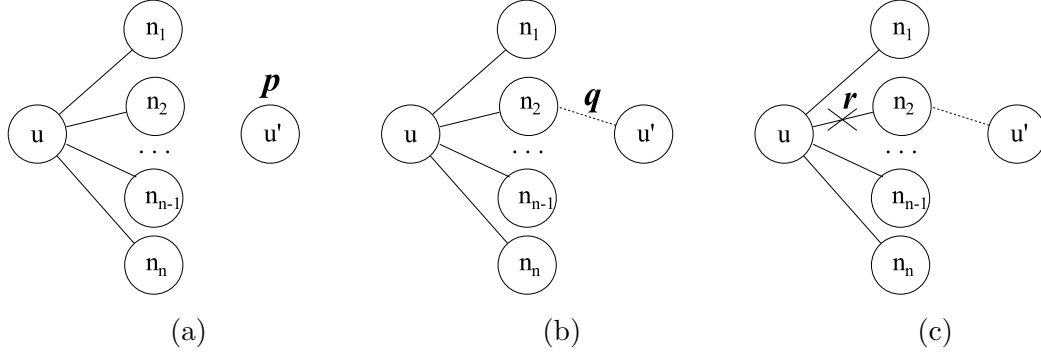 n1
n2
p
u
u'
. . .
nn-1
nn
(a)
n1
n2
q
u
u'
. . .
nn-1
nn
(b)
n1
r
n2
u
u'
. . .
nn-1
nn
(c)